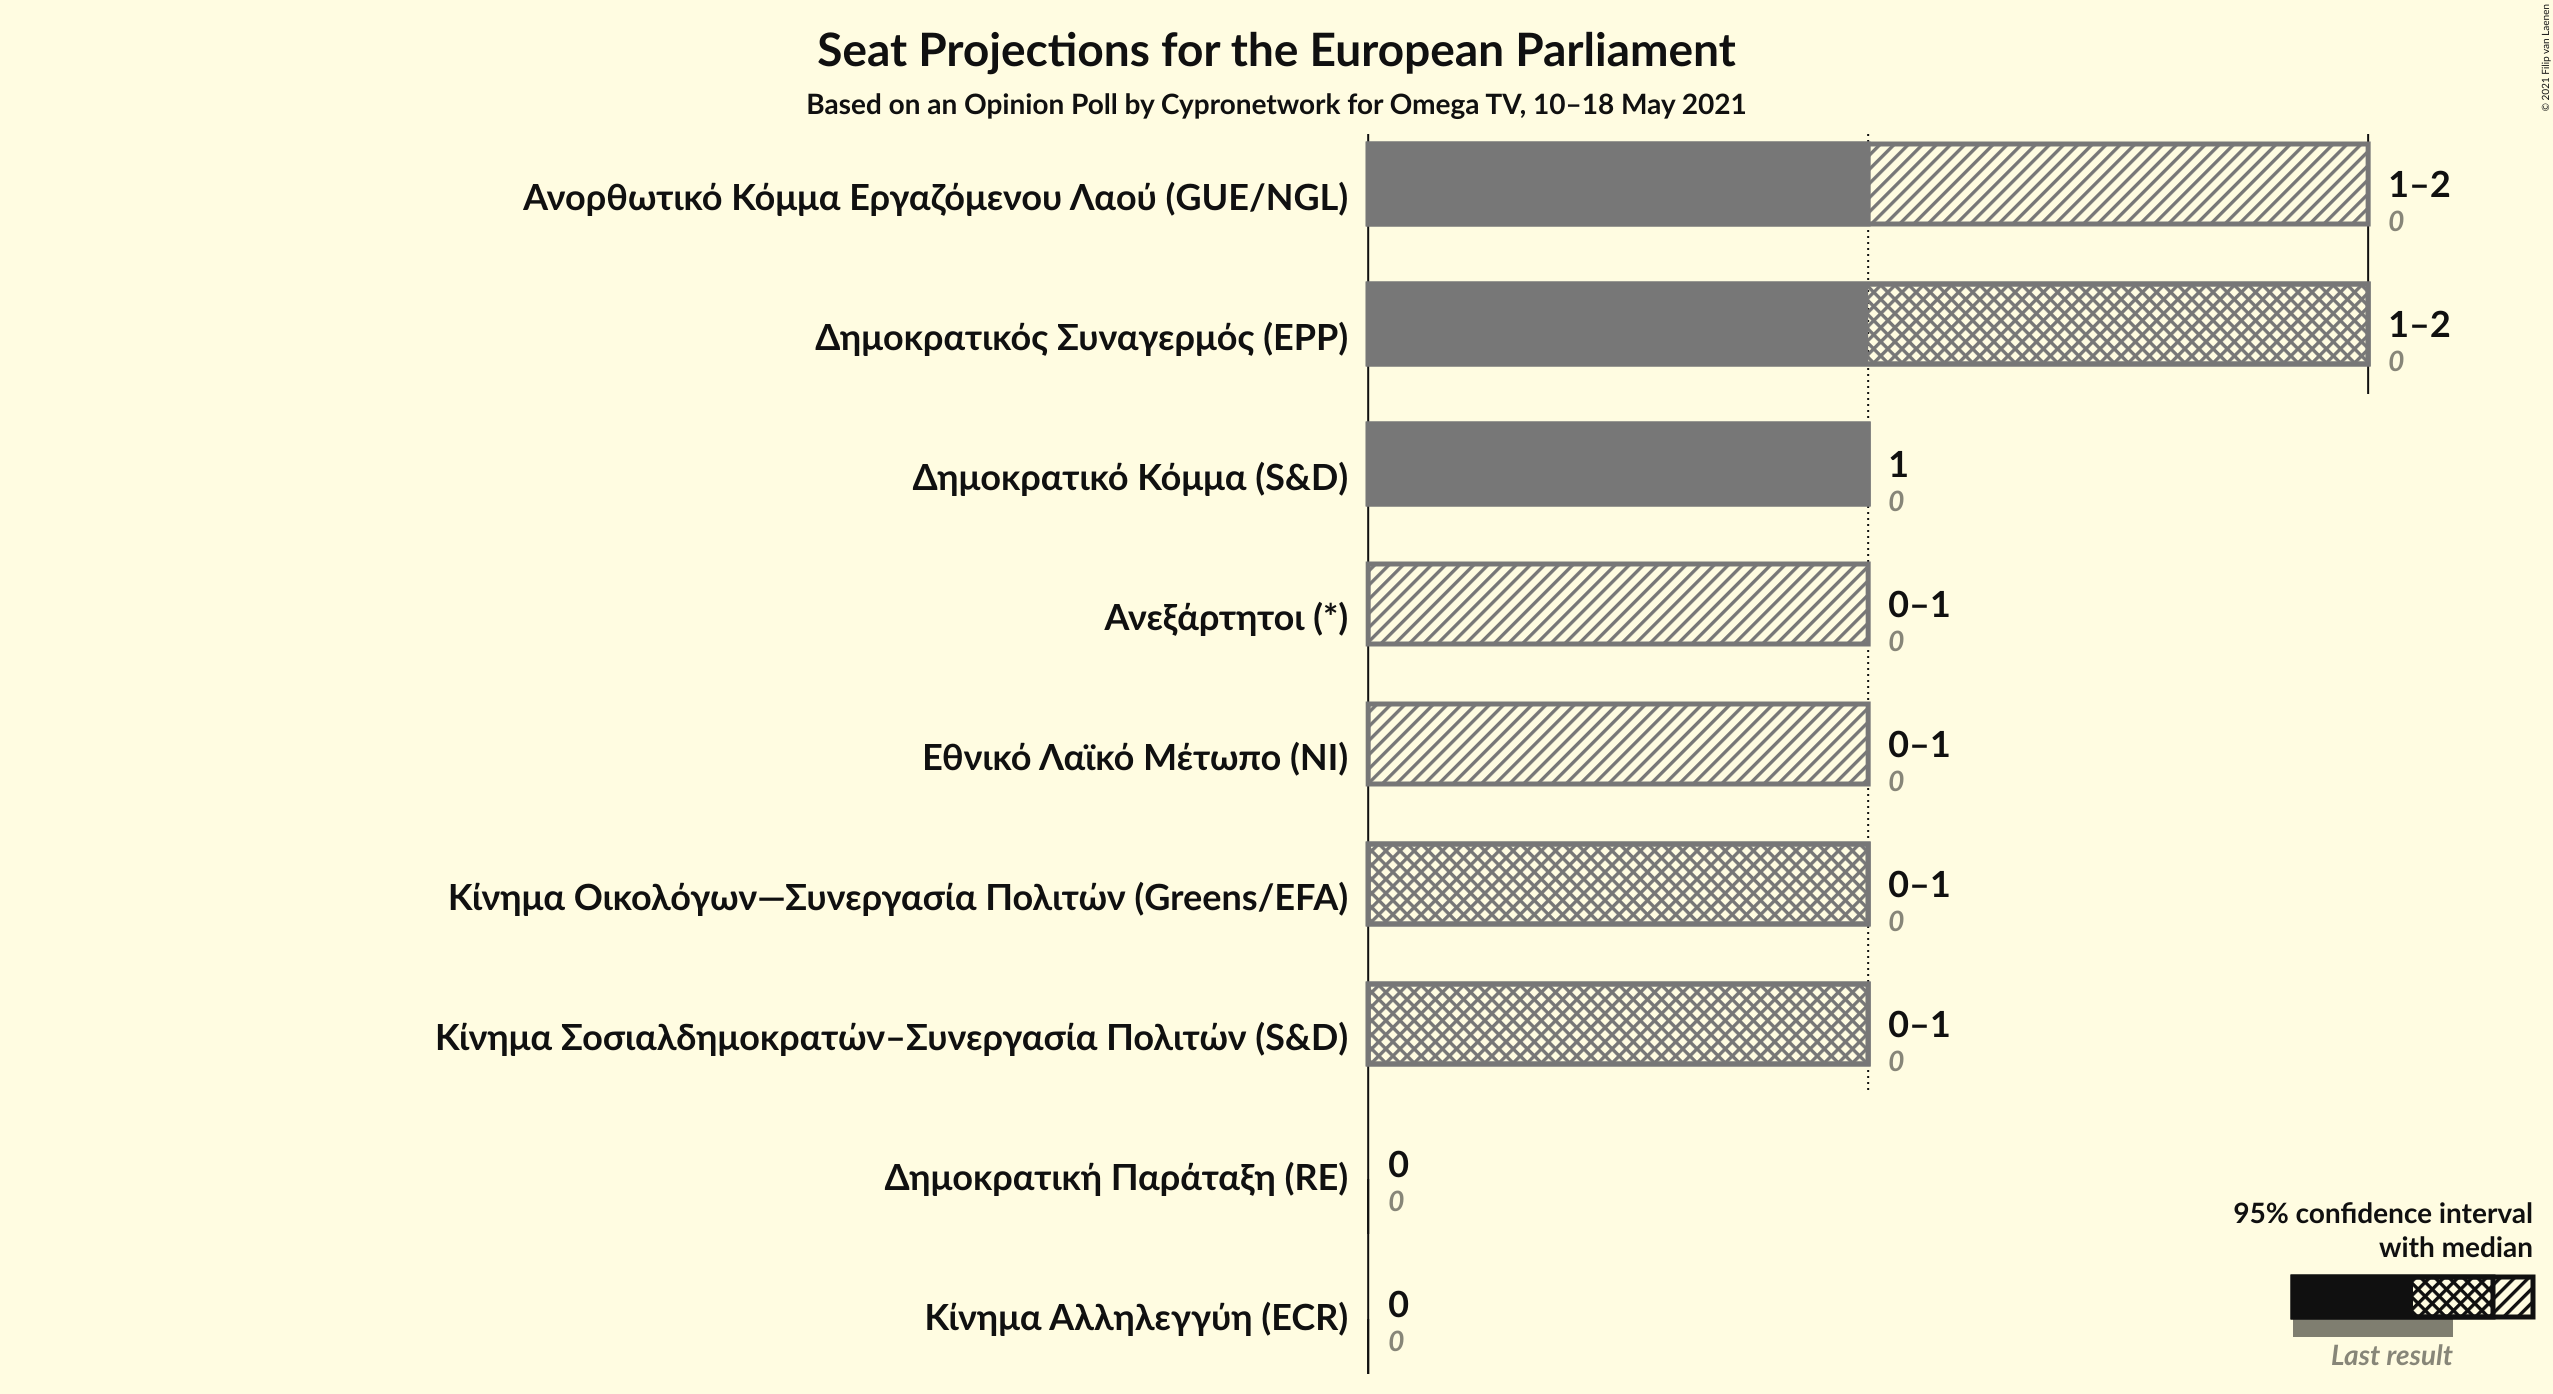 Seat Projections for the European Parliament
Based on an Opinion Poll by Cypronetwork for Omega TV, 10–18 May 2021
© 2021 Filip van Laenen
Ανορθωτικό Κόμμα Εργαζόμενου Λαού (GUE/NGL)
1–2
0
Δημοκρατικός Συναγερμός (EPP)
1–2
0
Δημοκρατικό Κόμμα (S&D)
1
0
Ανεξάρτητοι (*)
0–1
0
Εθνικό Λαϊκό Μέτωπο (NI)
0–1
0
Κίνημα Οικολόγων—Συνεργασία Πολιτών (Greens/EFA)
0–1
0
Κίνημα Σοσιαλδημοκρατών–Συνεργασία Πολιτών (S&D)
0–1
0
Δημοκρατική Παράταξη (RE)
0
0
Κίνημα Αλληλεγγύη (ECR)
0
0
95% confidence interval
with median
Last result